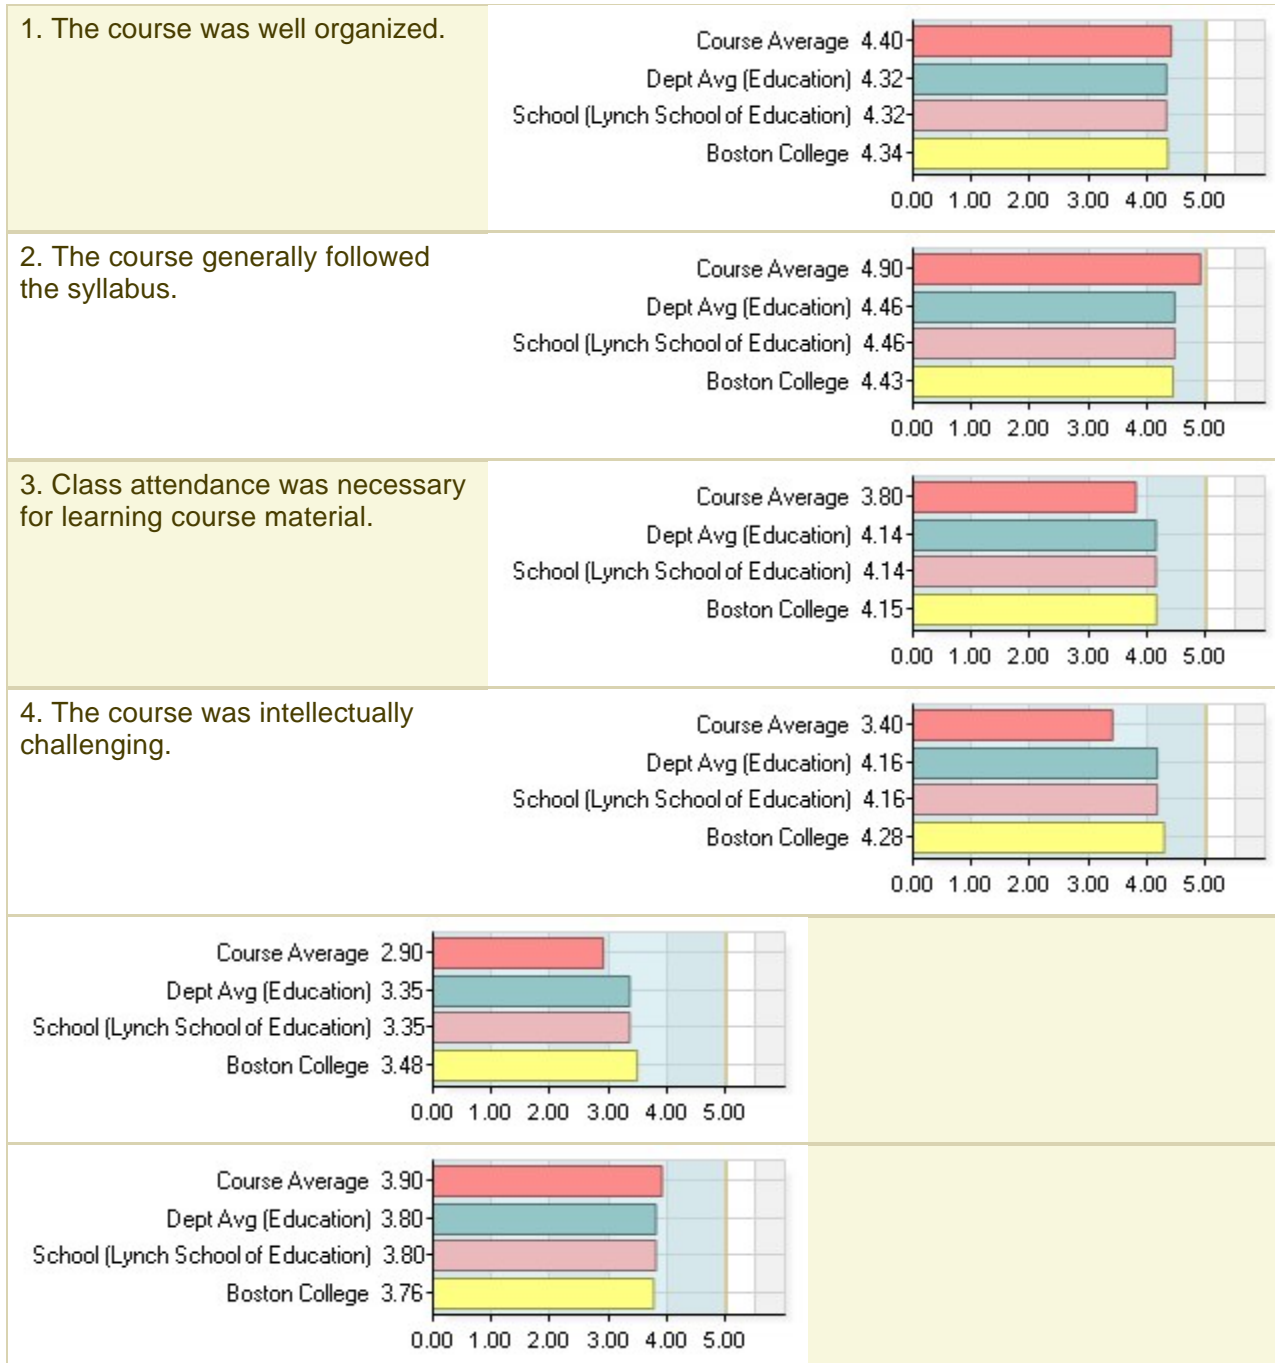 1. The course was well organized.
Course Average 4.40
Dept Avg (Education) 4.32
School (Lynch School of Education) 4.32
Boston College 4.34
0.00 1.00 2.00 3.00 4.00 5.00
2. The course generally followed
the syllabus.
Course Average 4.90
Dept Avg (Education) 4.46
School (Lynch School of Education) 4.46
Boston College 4.43
0.00 1.00 2.00 3.00 4.00 5.00
3. Class attendance was necessary
for learning course material.
Course Average 3.80
Dept Avg (Education) 4.14
School (Lynch School of Education) 4.14
Boston College 4.15
0.00 1.00 2.00 3.00 4.00 5.00
4. The course was intellectually
challenging.
Course Average 3.40
Dept Avg (Education) 4.16
School (Lynch School of Education) 4.16
Boston College 4.28
0.00 1.00 2.00 3.00 4.00 5.00
Course Average 2.90
Dept Avg (Education) 3.35
School (Lynch School of Education) 3.35
Boston College 3.48
0.00 1.00 2.00 3.00 4.00 5.00
Course Average 3.90
Dept Avg (Education) 3.80
School (Lynch School of Education) 3.80
Boston College 3.76
0.00 1.00 2.00 3.00 4.00 5.00